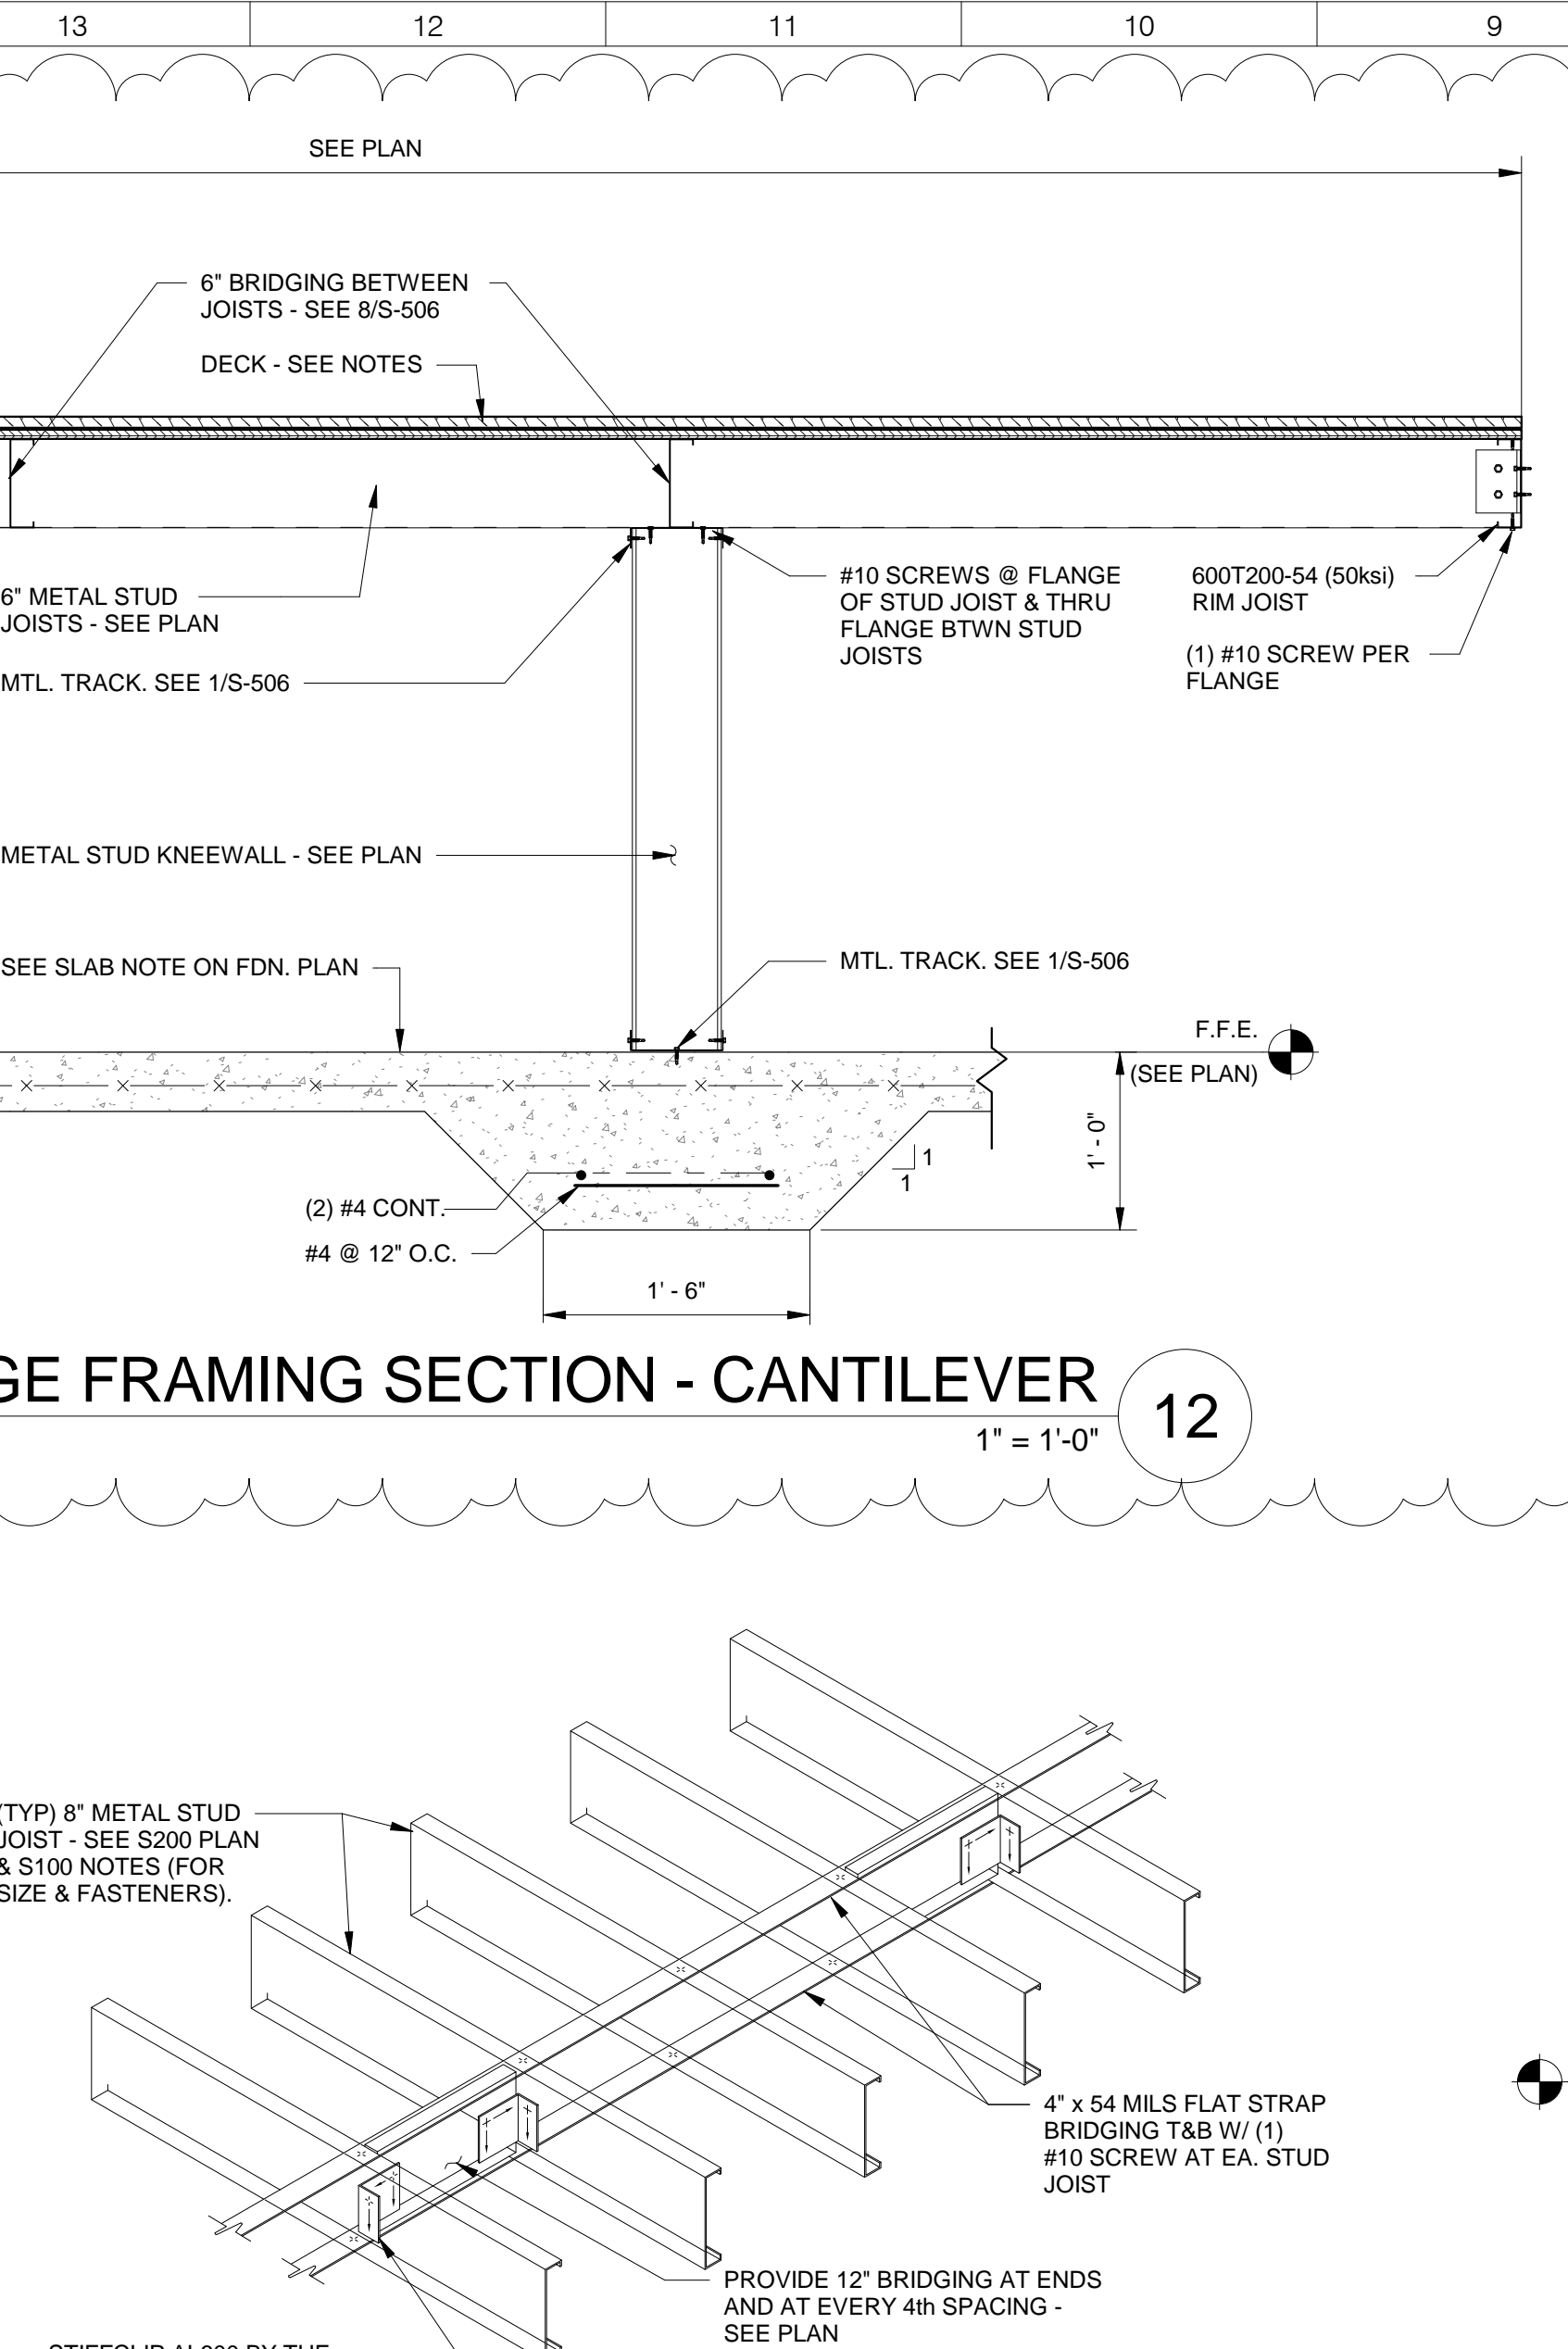 13
12
11
10
9
SEE PLAN
6" BRIDGING BETWEEN
JOISTS - SEE 8/S-506
DECK - SEE NOTES
6" METAL STUD
JOISTS - SEE PLAN
MTL. TRACK. SEE 1/S-506
#10 SCREWS @ FLANGE
OF STUD JOIST & THRU
FLANGE BTWN STUD
JOISTS
600T200-54 (50ksi)
RIM JOIST
(1) #10 SCREW PER
FLANGE
METAL STUD KNEEWALL - SEE PLAN
SEE SLAB NOTE ON FDN. PLAN
MTL. TRACK. SEE 1/S-506
F.F.E.
(SEE PLAN)
1' - 0"
1
1
(2) #4 CONT.
#4 @ 12" O.C.
1' - 6"
GE FRAMING SECTION - CANTILEVER
12
1" = 1'-0"
(TYP) 8" METAL STUD
JOIST - SEE S200 PLAN
& S100 NOTES (FOR
SIZE & FASTENERS).
4" x 54 MILS FLAT STRAP
BRIDGING T&B W/ (1)
#10 SCREW AT EA. STUD
JOIST
PROVIDE 12" BRIDGING AT ENDS
AND AT EVERY 4th SPACING -
SEE PLAN
BY THE